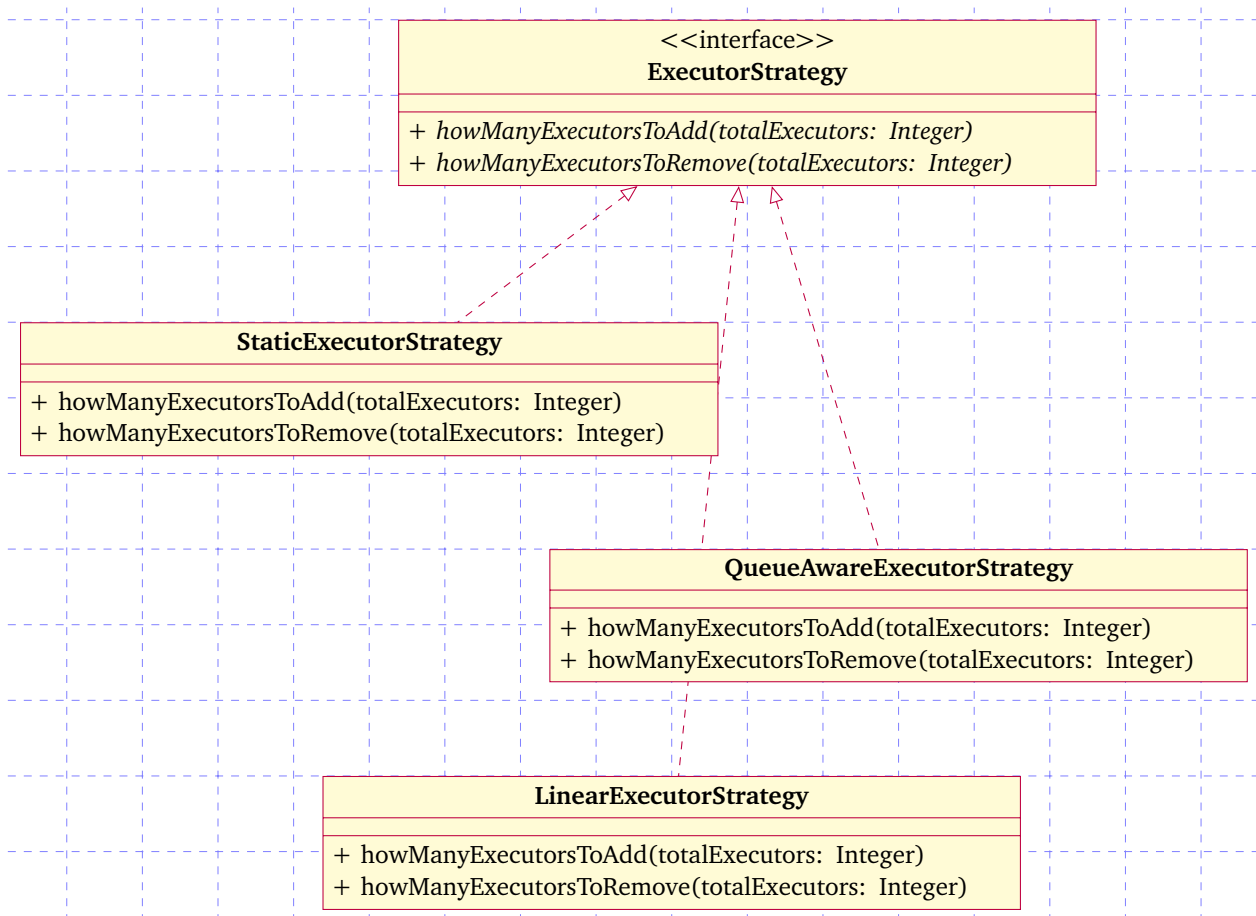 <<interface>>
ExecutorStrategy
+ howManyExecutorsToAdd(totalExecutors: Integer)
+ howManyExecutorsToRemove(totalExecutors: Integer)
StaticExecutorStrategy
+ howManyExecutorsToAdd(totalExecutors: Integer)
+ howManyExecutorsToRemove(totalExecutors: Integer)
QueueAwareExecutorStrategy
+ howManyExecutorsToAdd(totalExecutors: Integer)
+ howManyExecutorsToRemove(totalExecutors: Integer)
LinearExecutorStrategy
+ howManyExecutorsToAdd(totalExecutors: Integer)
+ howManyExecutorsToRemove(totalExecutors: Integer)